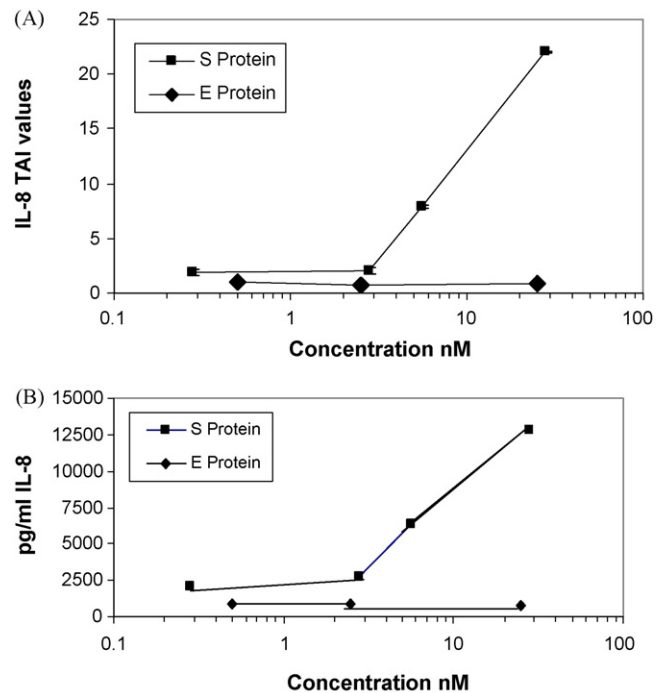 (A)
25
20
15
10
5
0
IL-8 TAI values
S Protein
E Protein
0.1 1 10 100
Concentration nM
(B)
15000
12500
10000
7500
5000
2500
0
pg/ml IL-8
S Protein
E Protein
0.1 1 10 100
Concentration nM